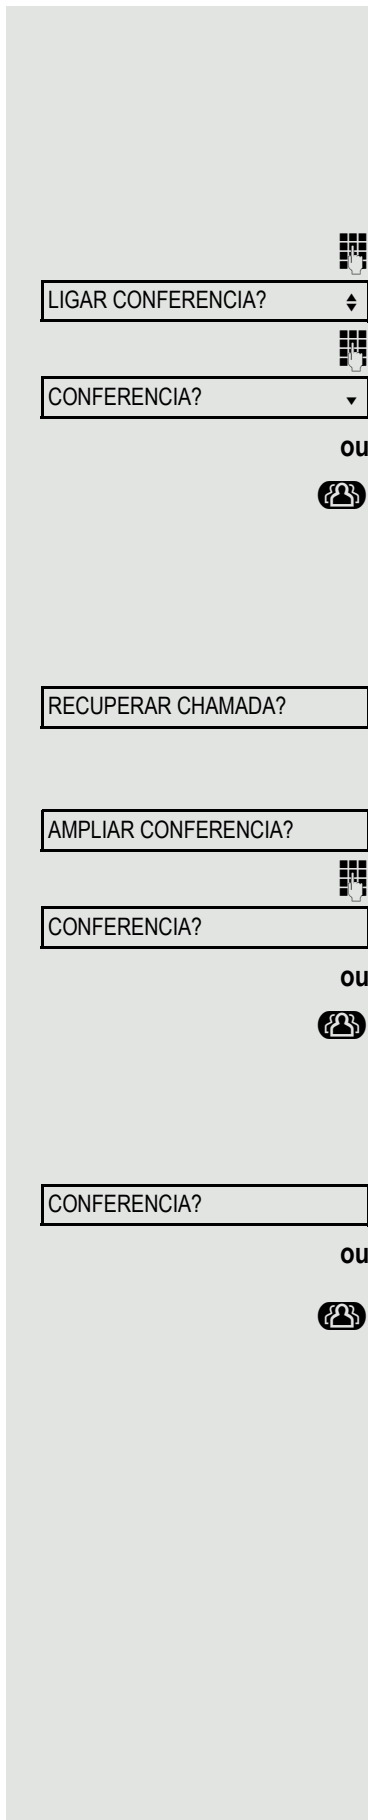 LIGAR CONFERENCIA?
CONFERENCIA?
ou
RECUPERAR CHAMADA?
AMPLIAR CONFERENCIA?
CONFERENCIA?
ou
CONFERENCIA?
ou